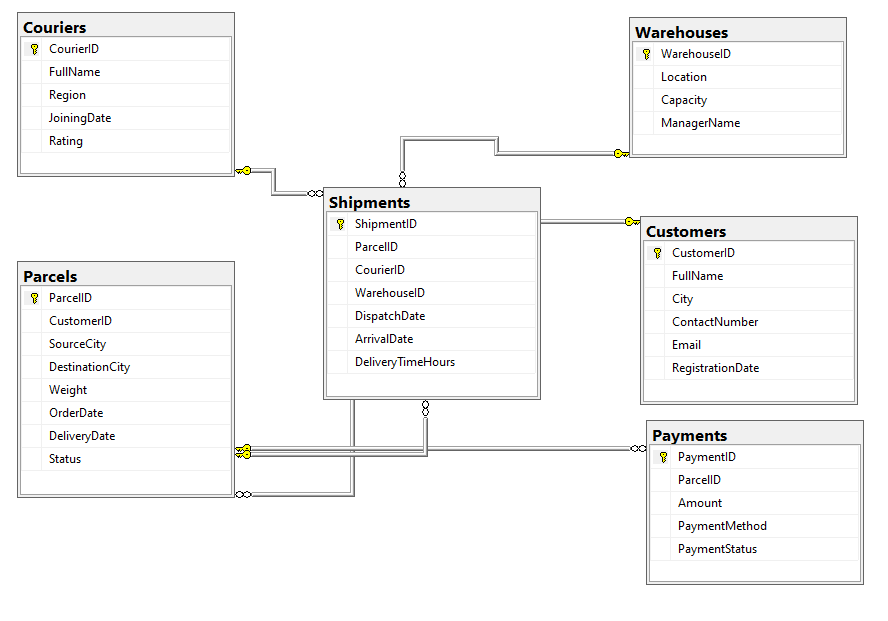 Couriers
CourierID
FullName
Region
JoiningDate
Rating
Warehouses
WarehouseID
Location
Capacity
ManagerName
Shipments
ShipmentID
ParcelID
CourierID
WarehouseID
DispatchDate
ArrivalDate
DeliveryTimeHours
Customers
CustomerID
FullName
City
ContactNumber
Email
RegistrationDate
Parcels
ParcelID
CustomerID
SourceCity
DestinationCity
Weight
OrderDate
DeliveryDate
Status
Payments
PaymentID
ParcelID
Amount
PaymentMethod
PaymentStatus